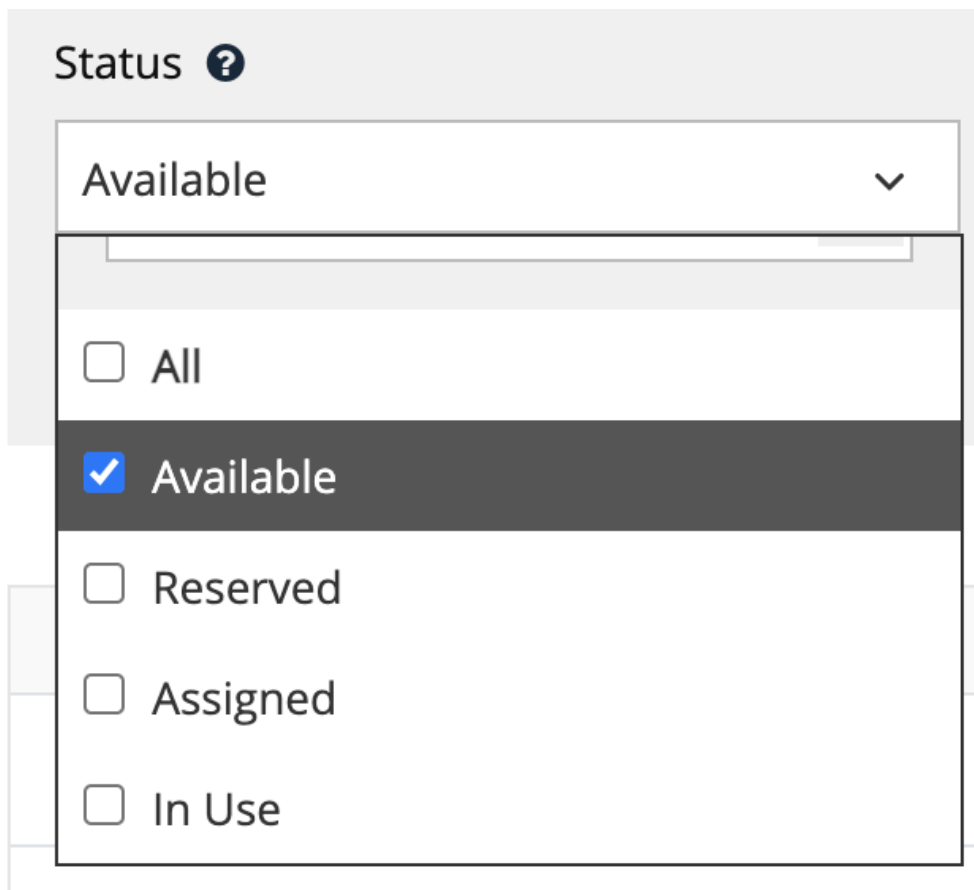 Status ?
Available
All
Available
Reserved
Assigned
In Use